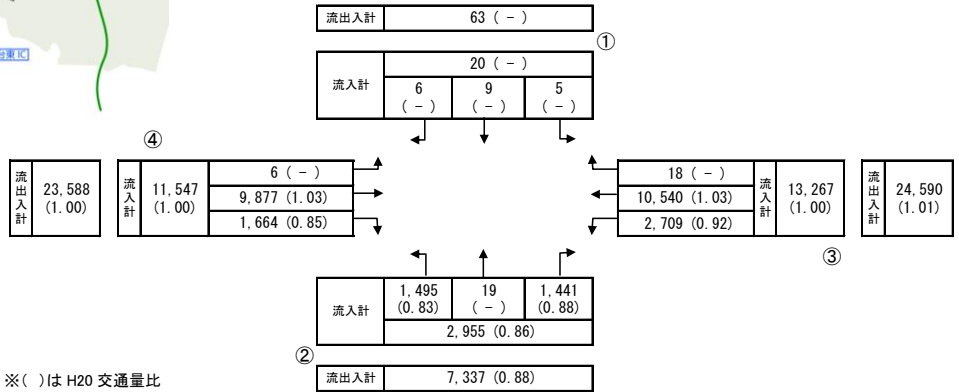 流出入計 63 ( - )
①
台東IC
流入計 20 ( - )
6 9 5
( - ) ( - ) ( - )
④
流出入計 23,588 (1.00)
流入計 11,547 (1.00)
6 ( - )
9,877 (1.03)
1,664 (0.85)
18 ( - )
10,540 (1.03)
2,709 (0.92)
流入計 13,267 (1.00)
流出入計 24,590 (1.01)
③
流入計 1,495 19 1,441
(0.83) ( - ) (0.88)
2,955 (0.86)
②
※( )は H20 交通量比
流出入計 7,337 (0.88)